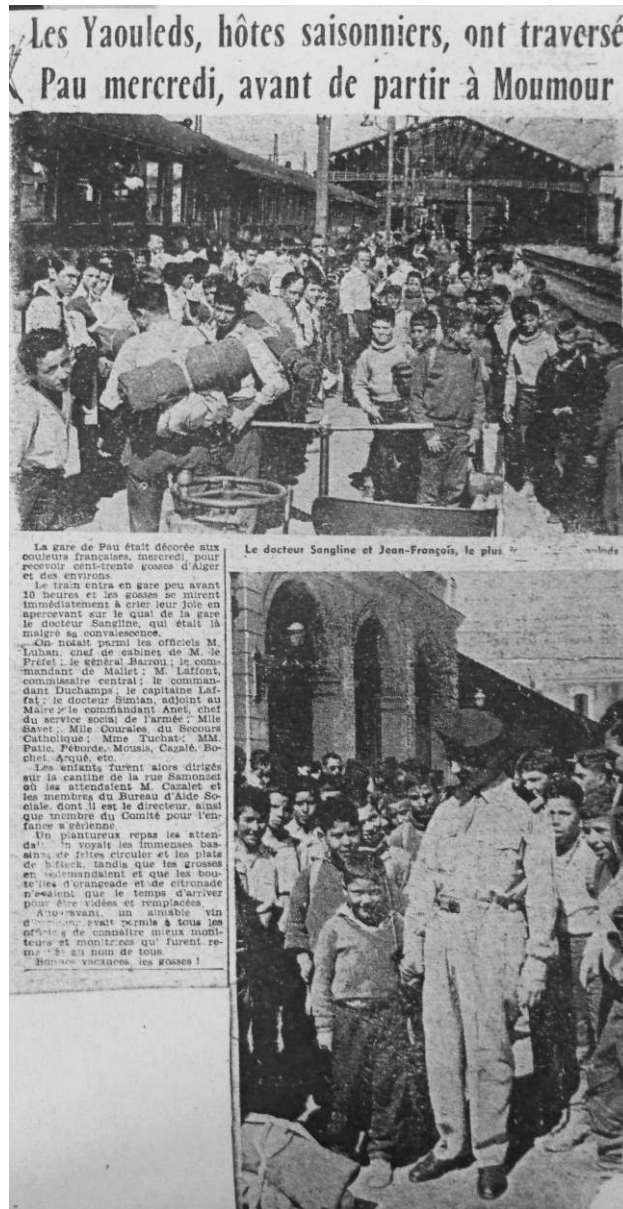 Les Yaouleds, hôtes saisonniers, ont traversé
Pau mercredi, avant de partir à Moumour
La gare de Pau était décorée aux
couleurs françaises, mercredi, pour
recevoir cent-trente gosses d'Alger
et des environs.
Le train entra en gare peu avant
10 heures et les gosses se mirent
immédiatement à crier leur joie en
apercevant sur le quai de la gare
le docteur Sangline, qui était là
malgré sa convalescence.
On notait parmi les officiels M.
Luhan, chef de cabinet de M. le
Préfet ; le général Barrou ; le com-
mandant de Mallet ; M. Laffont,
commissaire central ; le comman-
dant Duchamps ; le capitaine Laf-
fat ; le docteur Simian, adjoint au
Maire ; le commandant Anet, chef
du service social de l'armée ; Mlle
Savet ; Mlle Courales, du Secours
Catholique ; Mme Tuchat ; MM.
Patie, Péborde, Mousis, Cazalé, Bo-
chet, Arqué, etc.
Les enfants furent alors dirigés
sur la cantine de la rue Samonzet
où les attendaient M. Cazalet et
les membres du Bureau d'Aide So-
ciale, dont il est le directeur, ainsi
que membre du Comité pour l'en-
fance algérienne
Un plantureux repas les atten-
voyait les immenses bas-
de frites circuler et les plats
de bifteck, tandis que les grosses
en redemandaient et que les bou-
teilles d'orangeade et de citronade
n'avaient que le temps d'arriver
pour être vidées et remplacées.
Auparavant, un aimable vin
d'honneur avait permis à tous les
officiels de connaître mieux moni-
teurs et monitrices qui furent re-
au nom de tous.
Bonnes vacances, les gosses !
Le docteur Sangline et Jean-François, le plus